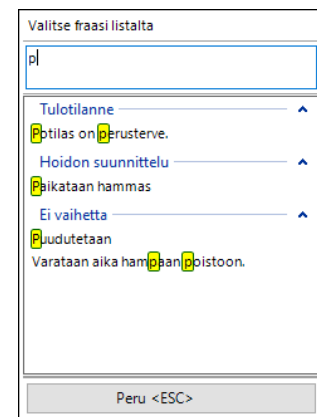 Valitse fraasi listalta
p
Tulotilanne
Potilas on perusterve.
Hoidon suunnittelu
Paikataan hammas
Ei vaihetta
Puudutetaan
Varataan aika hampaan poistoon.
Peru <ESC>